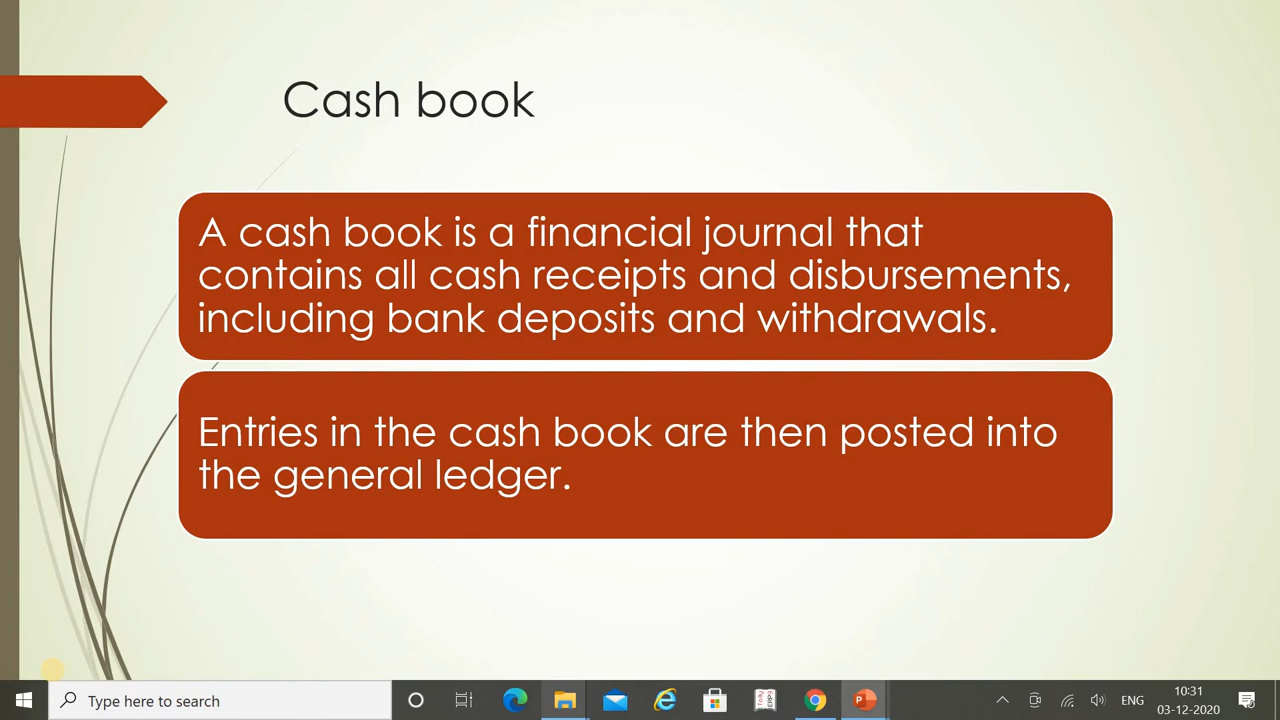 Cash book
A cash book is a financial journal that
contains all cash receipts and disbursements,
including bank deposits and withdrawals.
Entries in the cash book are then posted into
the general ledger.
Type here to search
ENG
10:31
03-12-2020